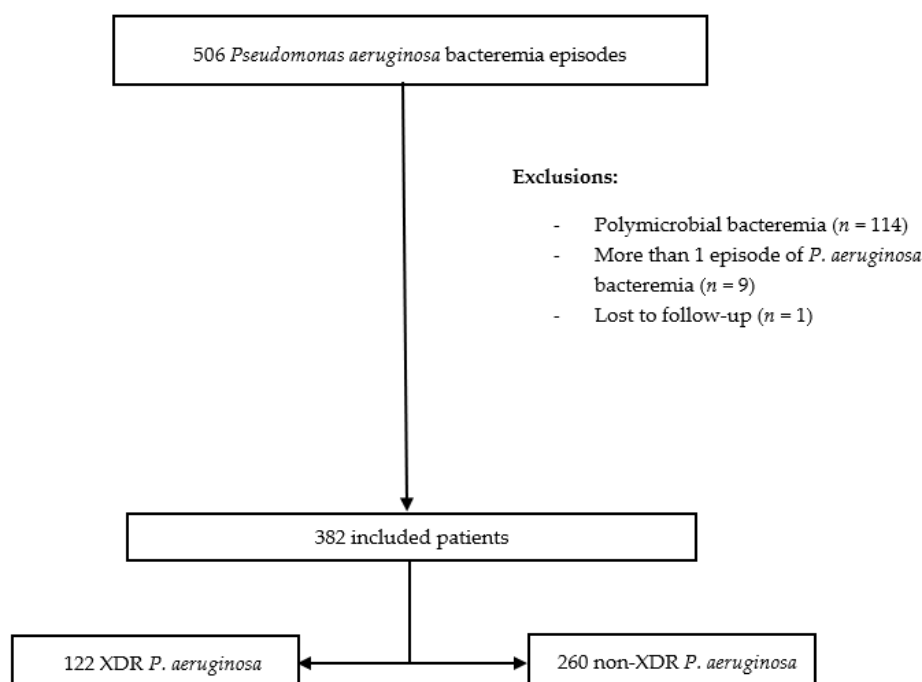 506 Pseudomonas aeruginosa bacteremia episodes
Exclusions:
- Polymicrobial bacteremia (n = 114)
- More than 1 episode of P. aeruginosa
bacteremia (n = 9)
- Lost to follow-up (n = 1)
382 included patients
122 XDR P. aeruginosa
260 non-XDR P. aeruginosa